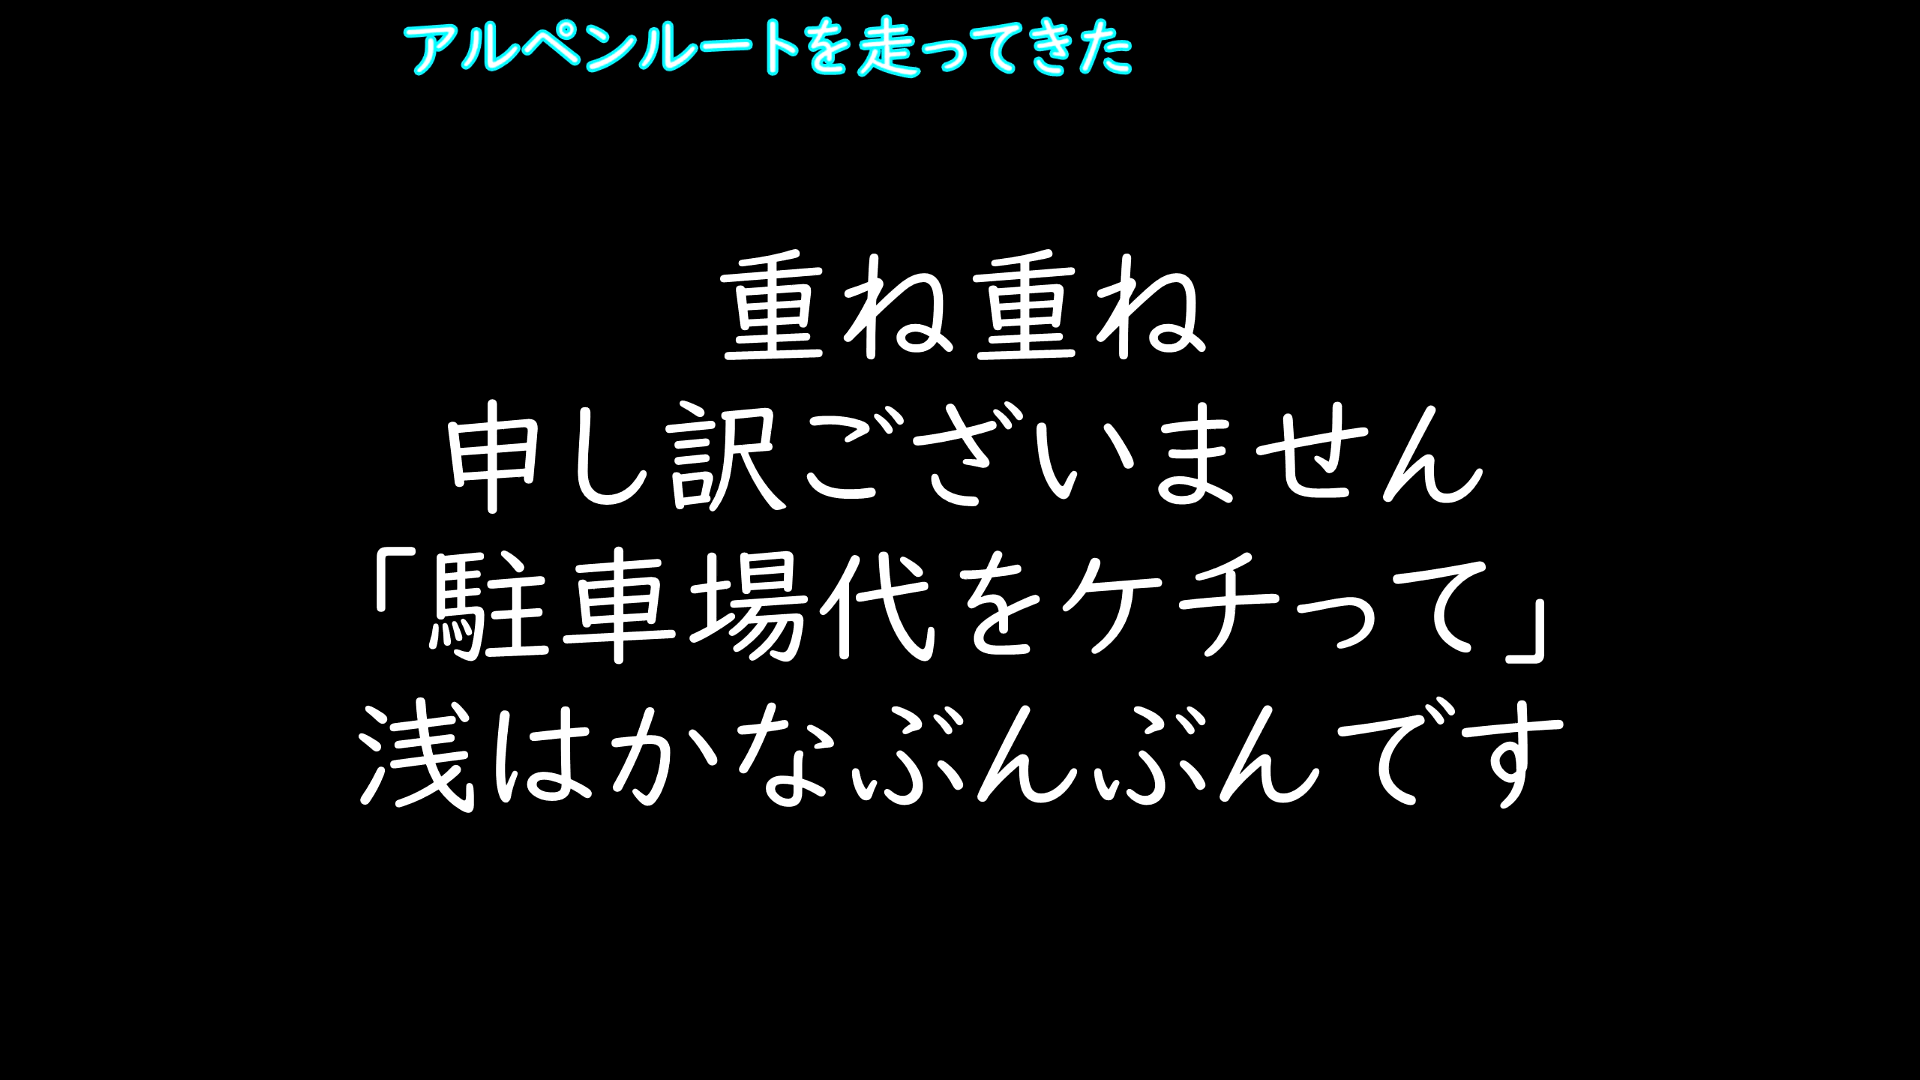 アルペンルートを走ってきた
重ね重ね
申し訳ございません
「駐車場代をケチって」
浅はかなぶんぶんです